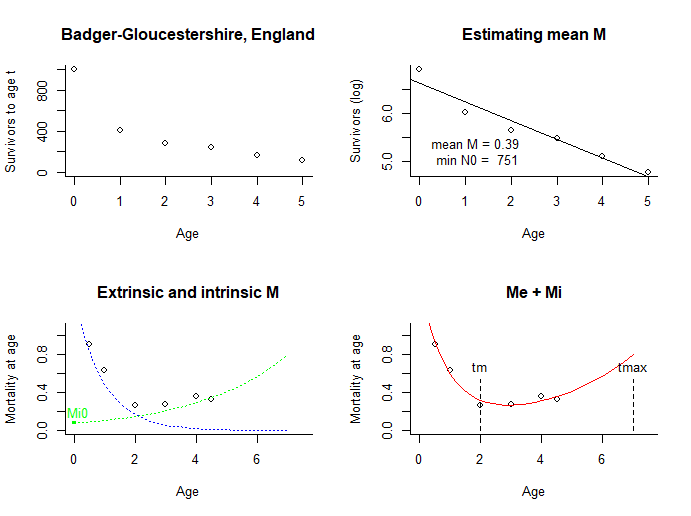 Badger-Gloucestershire, England
Survivors to age t
0
400
800
0
1
2
3
4
5
Age
Estimating mean M
Survivors (log)
5.0
6.0
mean M = 0.39
min N0 =  751
0
1
2
3
4
5
Age
Extrinsic and intrinsic M
Mortality at age
0.0
0.4
0.8
Mi0
0
2
4
6
Age
Me + Mi
Mortality at age
0.0
0.4
0.8
tm
tmax
0
2
4
6
Age